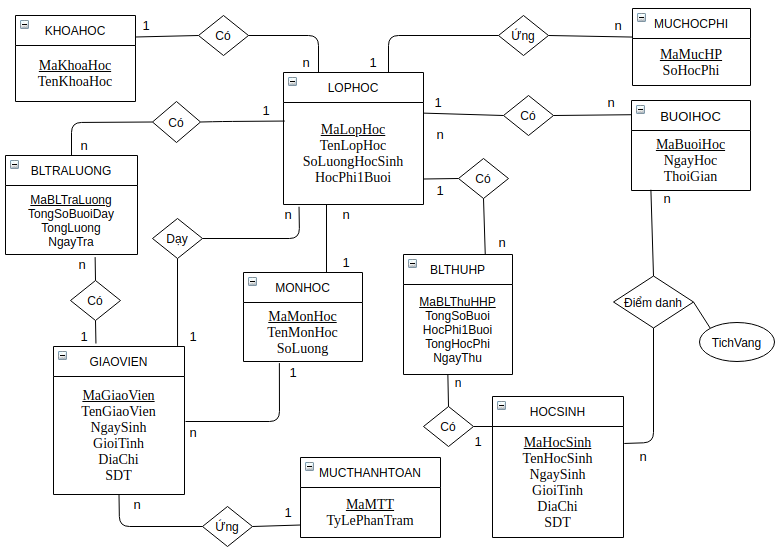 KHOAHOC
MaKhoaHoc
TenKhoaHoc
1
Có
n
LOPHOC
MaLopHoc
TenLopHoc
SoLuongHocSinh
HocPhi1Buoi
1
Ứng
n
MUCHOCPHI
MaMucHP
SoHocPhi
1
Có
n
n
BUOIHOC
MaBuoiHoc
NgayHoc
ThoiGian
n
1
Có
n
BLTRALUONG
MaBLTraLuong
TongSoBuoiDay
TongLuong
NgayTra
n
Có
1
n
Dạy
1
n
1
MONHOC
MaMonHoc
TenMonHoc
SoLuong
1
n
1
Có
n
BLTHUHP
MaBLThuHHP
TongSoBuoi
HocPhi1Buoi
TongHocPhi
NgayThu
n
Có
1
Điểm danh
TichVang
n
GIAOVIEN
MaGiaoVien
TenGiaoVien
NgaySinh
GioiTinh
DiaChi
SDT
n
Ứng
1
MUCTHANHTOAN
MaMTT
TyLePhanTram
HOCSINH
MaHocSinh
TenHocSinh
NgaySinh
GioiTinh
DiaChi
SDT